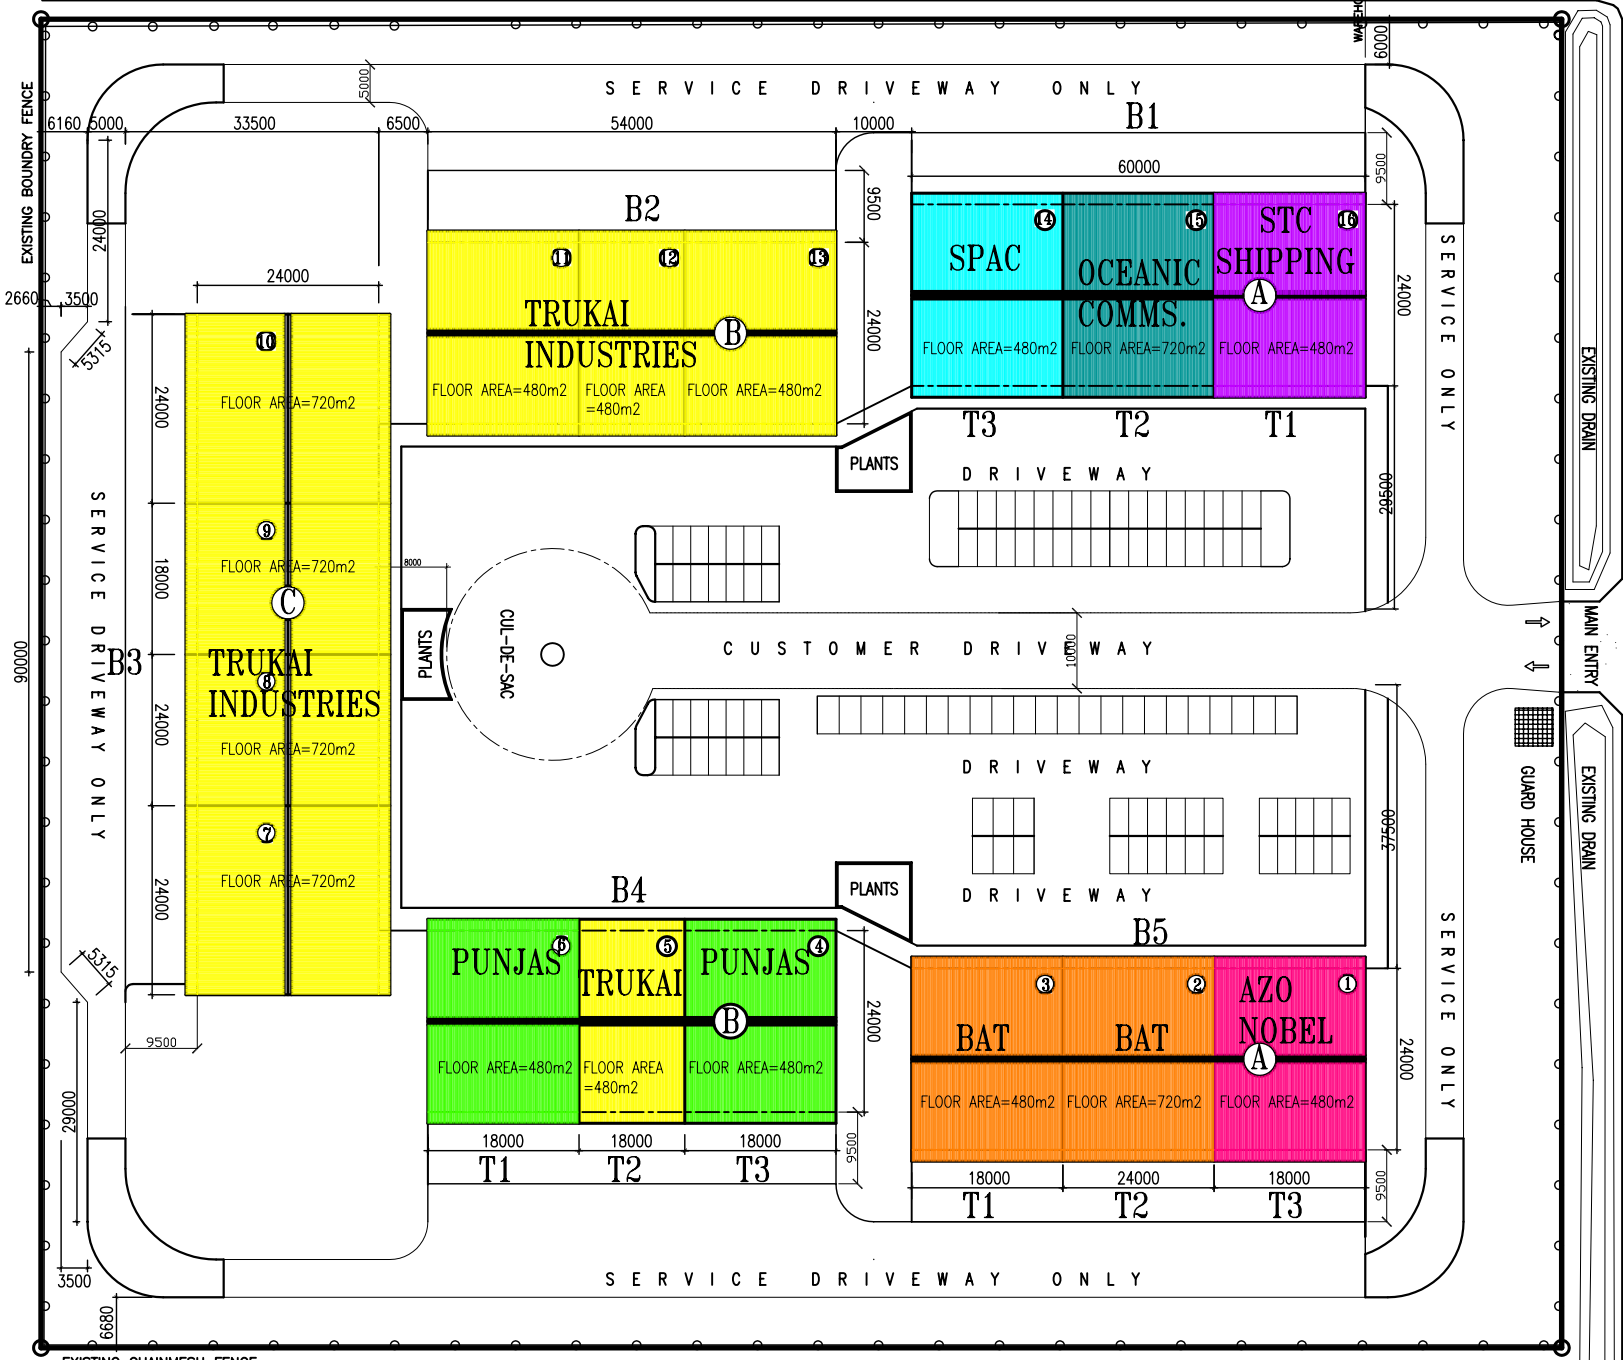 WAREHO
6000
SERVICE DRIVEWAY ONLY
5000
B1
6160
5000
33500
6500
54000
10000
EXISTING BOUNDRY FENCE
60000
9500
9500
24000
B2
14
15
16
STC
SHIPPING
SPAC
OCEANIC
COMMS.
A
11
12
13
TRUKAI
INDUSTRIES
B
24000
24000
FLOOR AREA=480m2
FLOOR AREA=720m2
FLOOR AREA=480m2
FLOOR AREA=480m2
FLOOR AREA
=480m2
FLOOR AREA=480m2
SERVICE ONLY
EXISTING DRAIN
24000
2660
3500
5315
10
FLOOR AREA=720m2
24000
T3
T2
T1
PLANTS
DRIVEWAY
9
FLOOR AREA=720m2
18000
8000
C
SERVICE DRIVEWAY ONLY
90000
B3
TRUKAI
INDUSTRIES
8
FLOOR AREA=720m2
24000
PLANTS
CUL-DE-SAC
CUSTOMER DRIVEWAY
10000
MAIN ENTRY
DRIVEWAY
GUARD HOUSE
EXISTING DRAIN
37500
7
FLOOR AREA=720m2
24000
B4
PLANTS
DRIVEWAY
B5
5315
9500
6
5
4
PUNJAS
TRUKAI
PUNJAS
B
24000
FLOOR AREA=480m2
FLOOR AREA
=480m2
FLOOR AREA=480m2
3
2
1
BAT
BAT
AZO
NOBEL
A
24000
FLOOR AREA=480m2
FLOOR AREA=720m2
FLOOR AREA=480m2
SERVICE ONLY
29000
18000
18000
18000
9500
T1
T2
T3
18000
24000
18000
9500
T1
T2
T3
3500
SERVICE DRIVEWAY ONLY
6680
EXISTING CHAINMESH FENCE